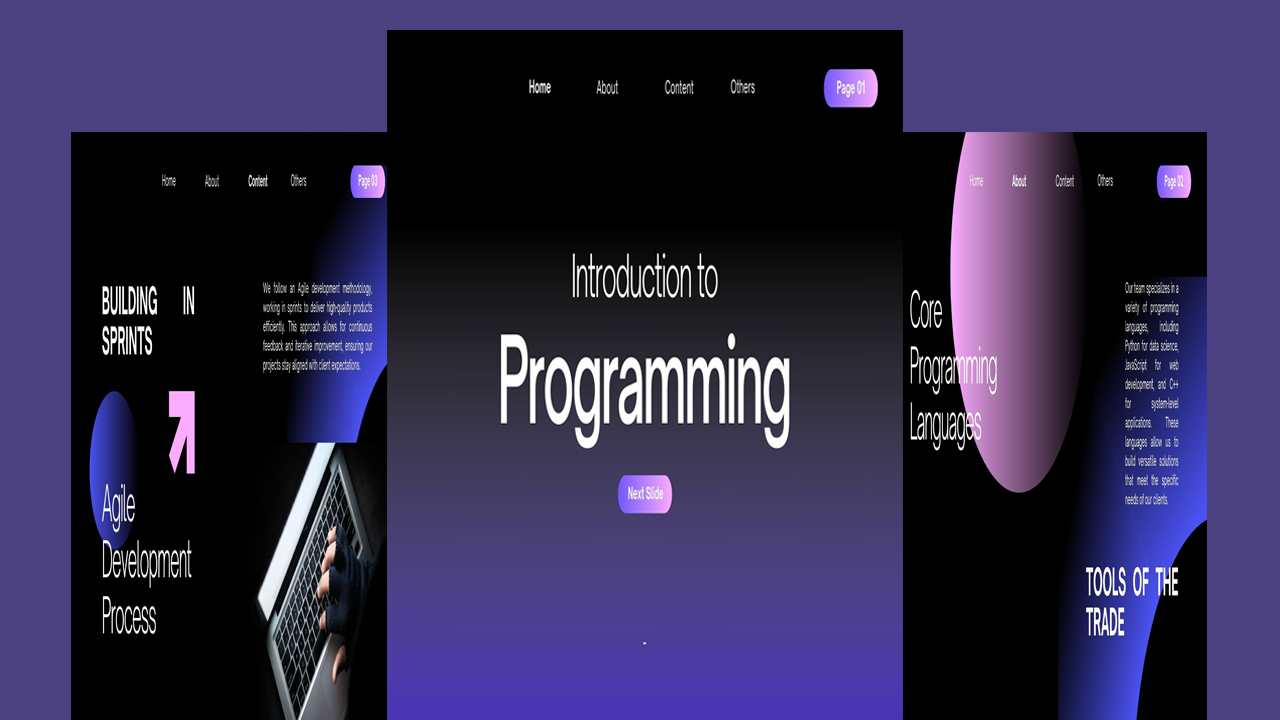 Home About Content Others Page 03
BUILDING IN
SPRINTS
We follow an Agile development methodology,
working in sprints to deliver high-quality products
efficiently. This approach allows for continuous
feedback and iterative improvement, ensuring our
projects stay aligned with client expectations.
Agile
Development
Process
Home About Content Others Page 01
Introduction to
Programming
Next Slide
Home About Content Others Page 02
Core
Programming
Languages
Our team specializes in a
variety of programming
languages, including
Python for data science,
JavaScript for web
development, and C++
for system-level
applications. These
languages allow us to
build versatile solutions
that meet the specific
needs of our clients.
TOOLS OF THE
TRADE